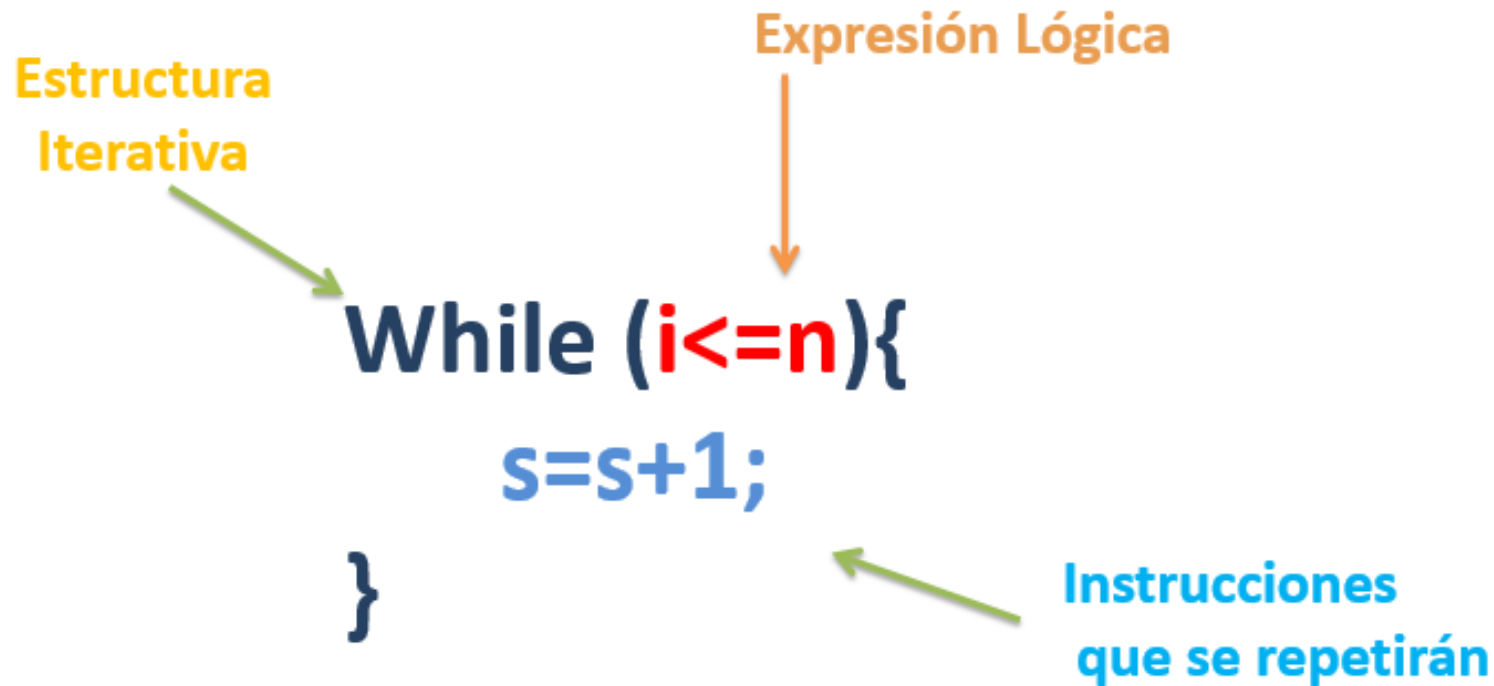 Expresión Lógica
Estructura
Iterativa
While (i<=n){
s=s+1;
}
Instrucciones
que se repetirán